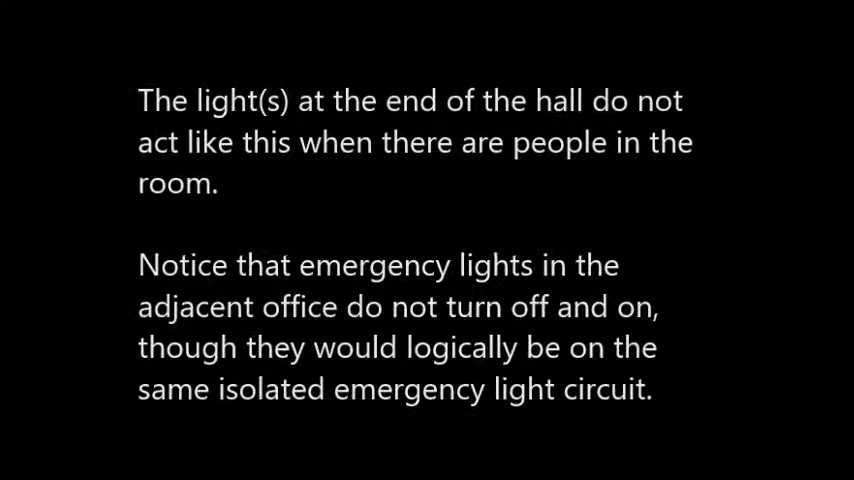 The light(s) at the end of the hall do not
act like this when there are people in the
room.
Notice that emergency lights in the
adjacent office do not turn off and on,
though they would logically be on the
same isolated emergency light circuit.